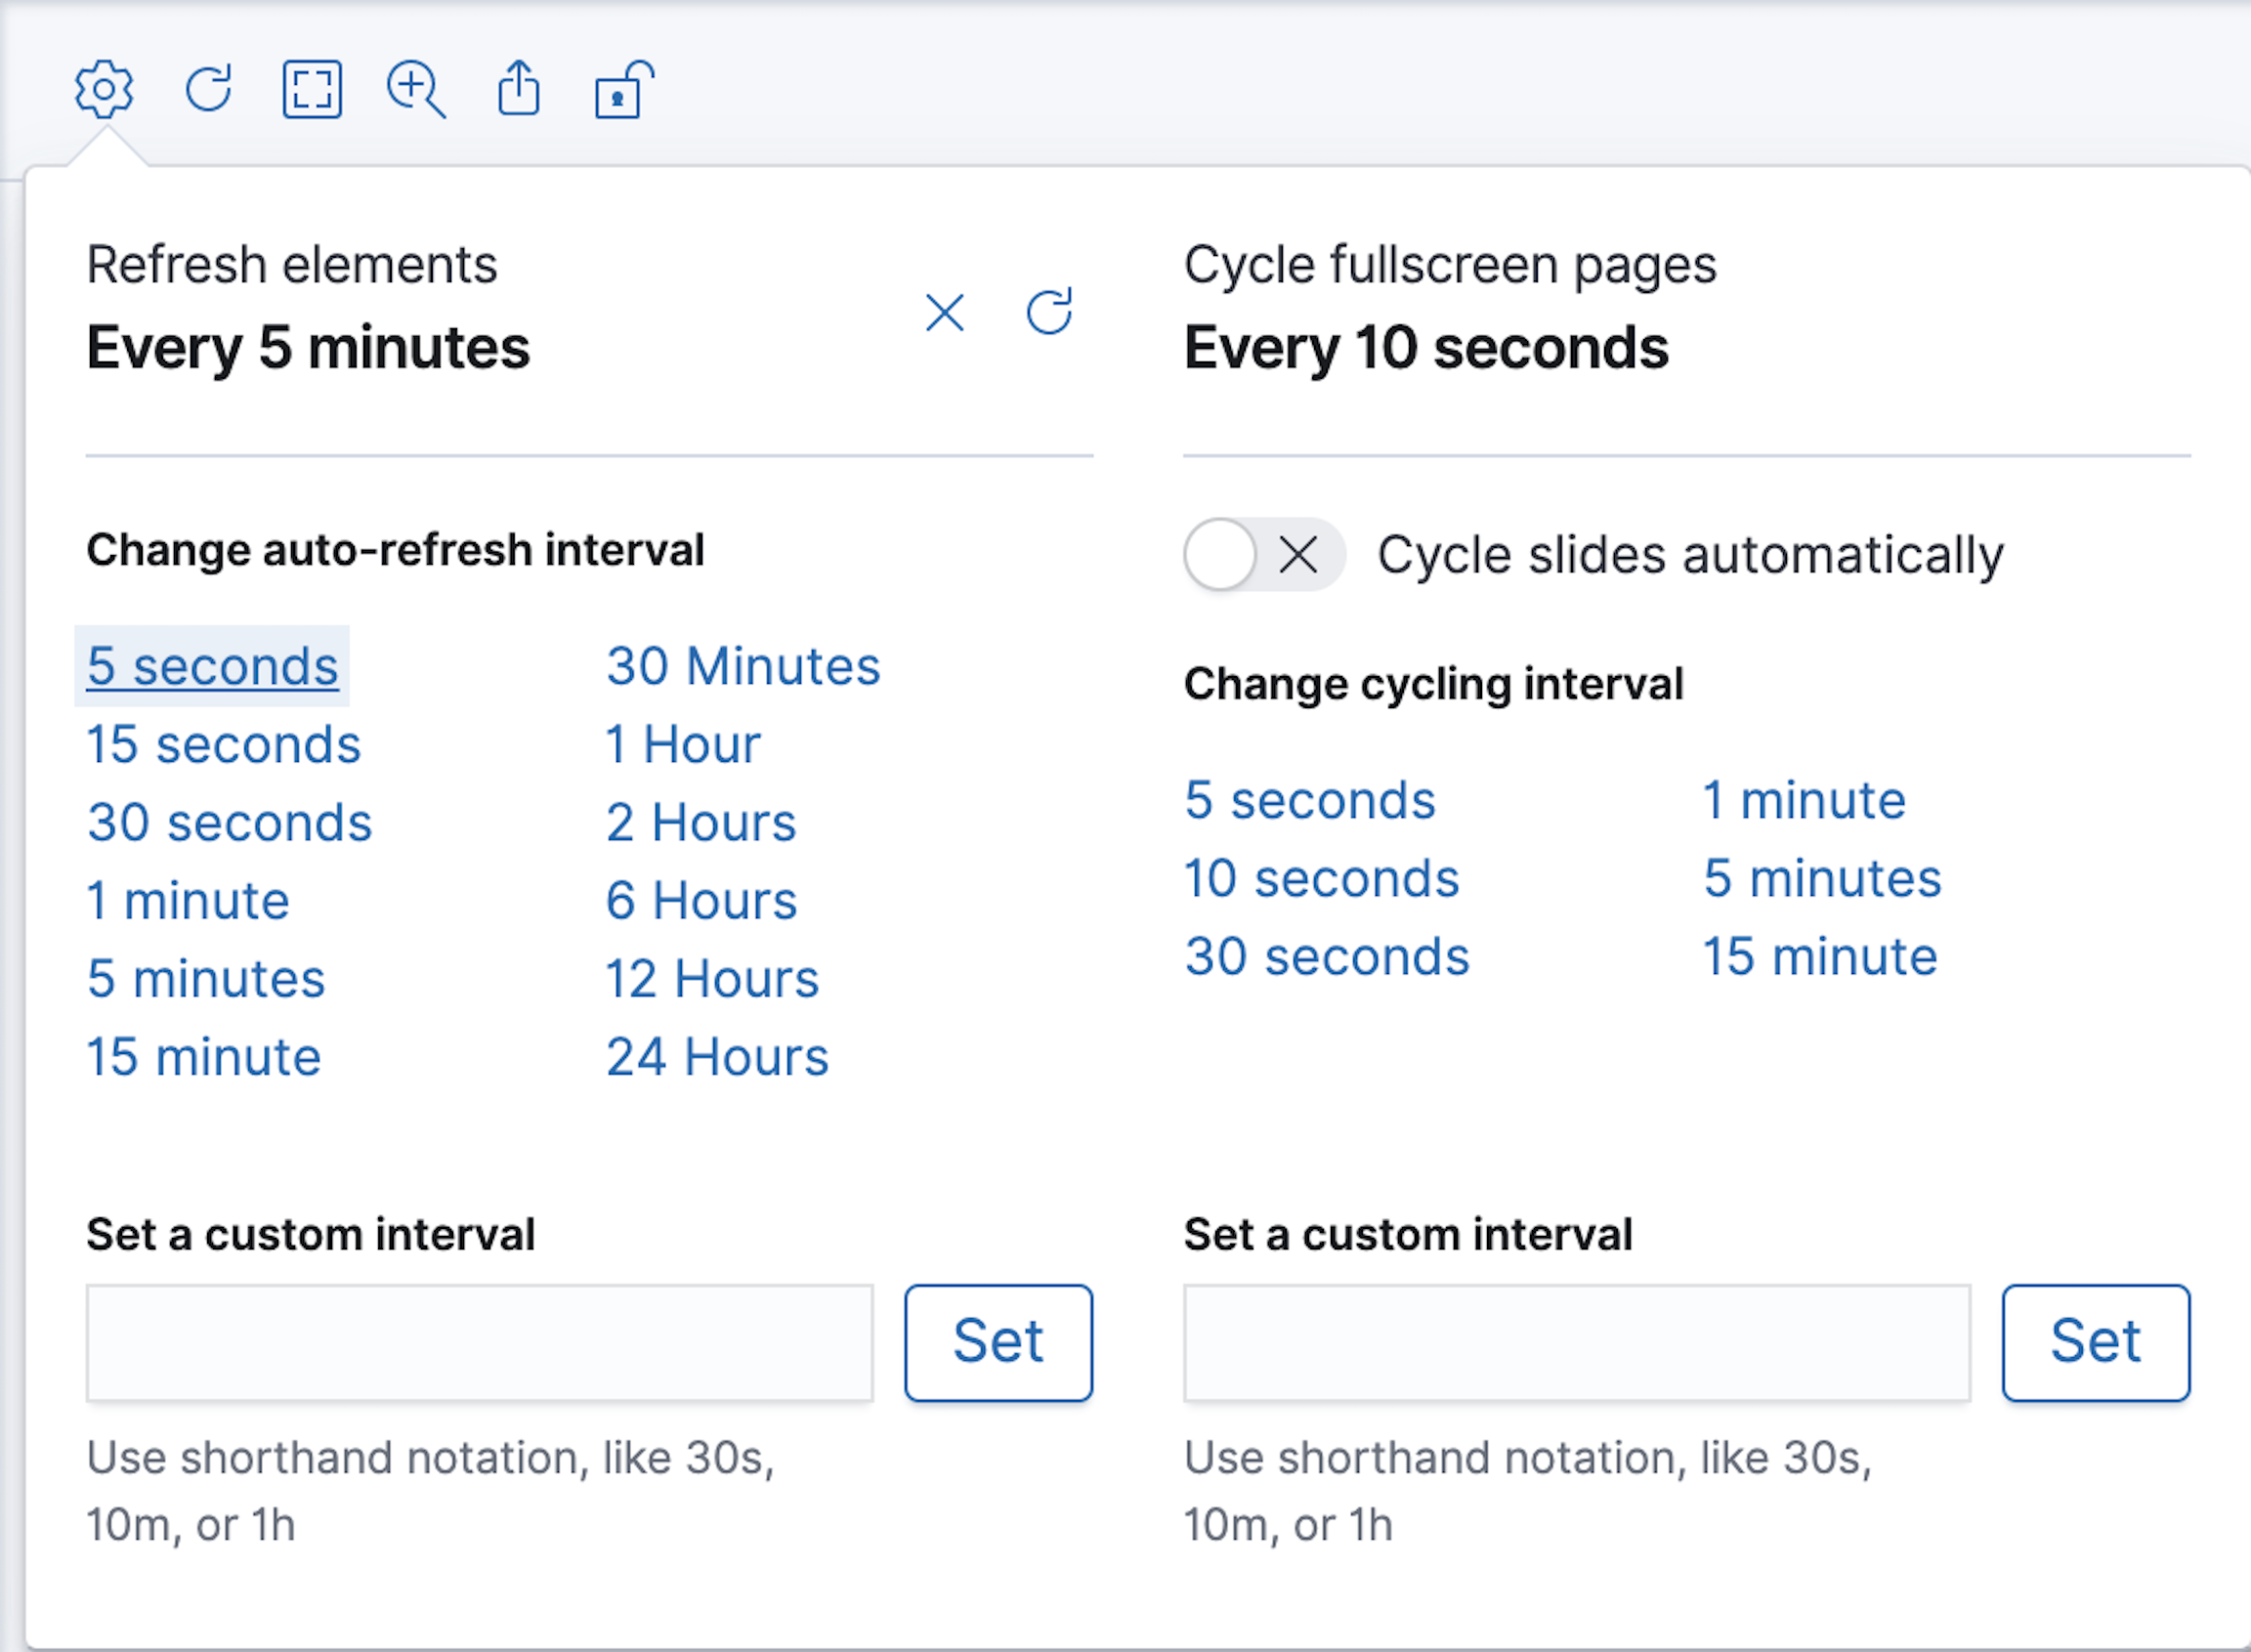 Refresh elements
Every 5 minutes
Change auto-refresh interval
5 seconds
15 seconds
30 seconds
1 minute
5 minutes
15 minute
30 Minutes
1 Hour
2 Hours
6 Hours
12 Hours
24 Hours
Set a custom interval
Set
Use shorthand notation, like 30s,
10m, or 1h
Cycle fullscreen pages
Every 10 seconds
Cycle slides automatically
Change cycling interval
5 seconds
10 seconds
30 seconds
1 minute
5 minutes
15 minute
Set a custom interval
Set
Use shorthand notation, like 30s,
10m, or 1h